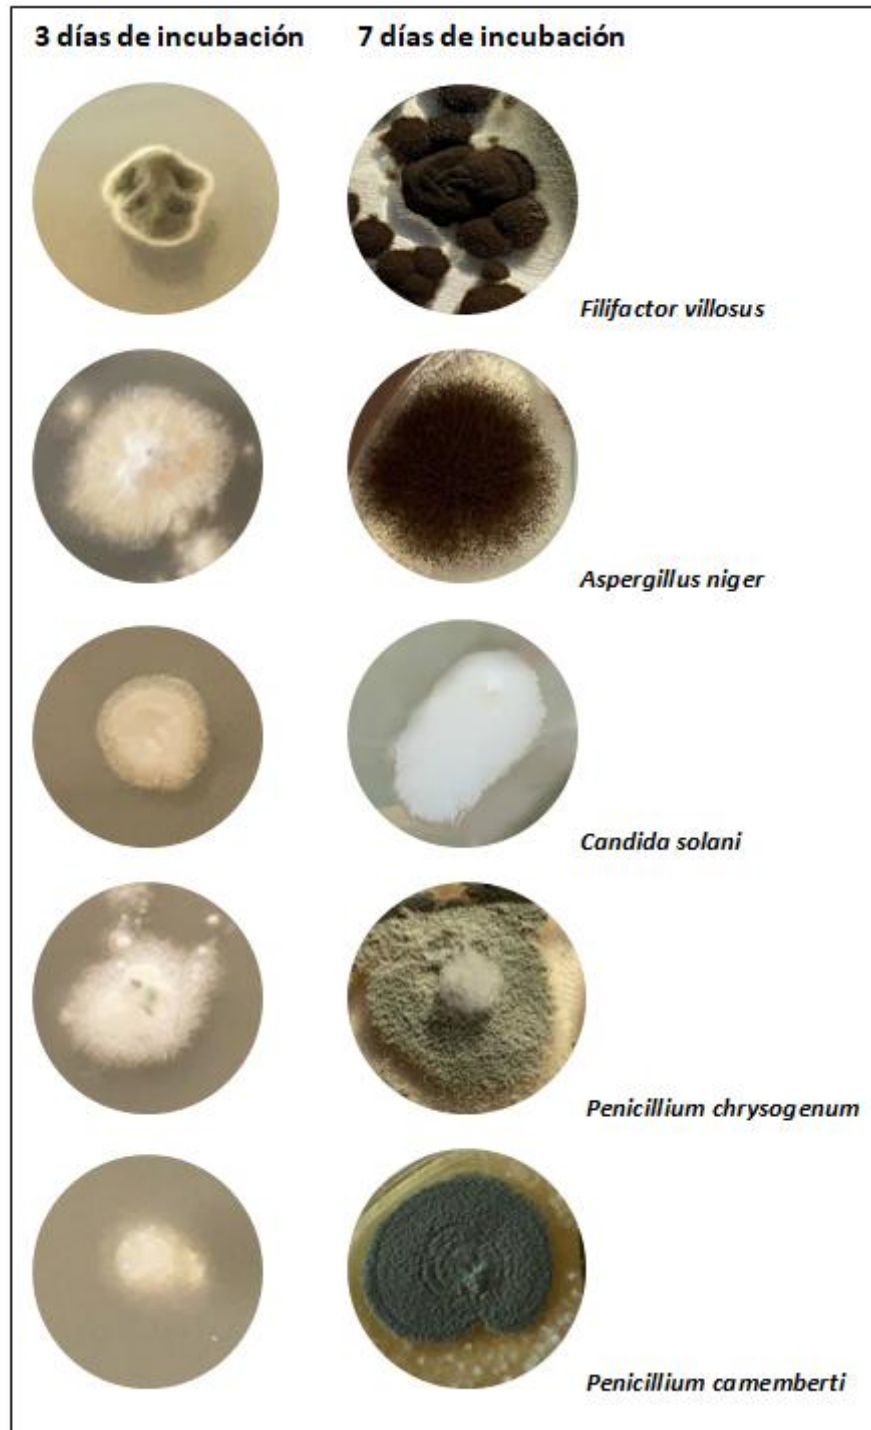 3 días de incubación 7 días de incubación
Filifactor villosus
Aspergillus niger
Candida solani
Penicillium chrysogenum
Penicillium camemberti